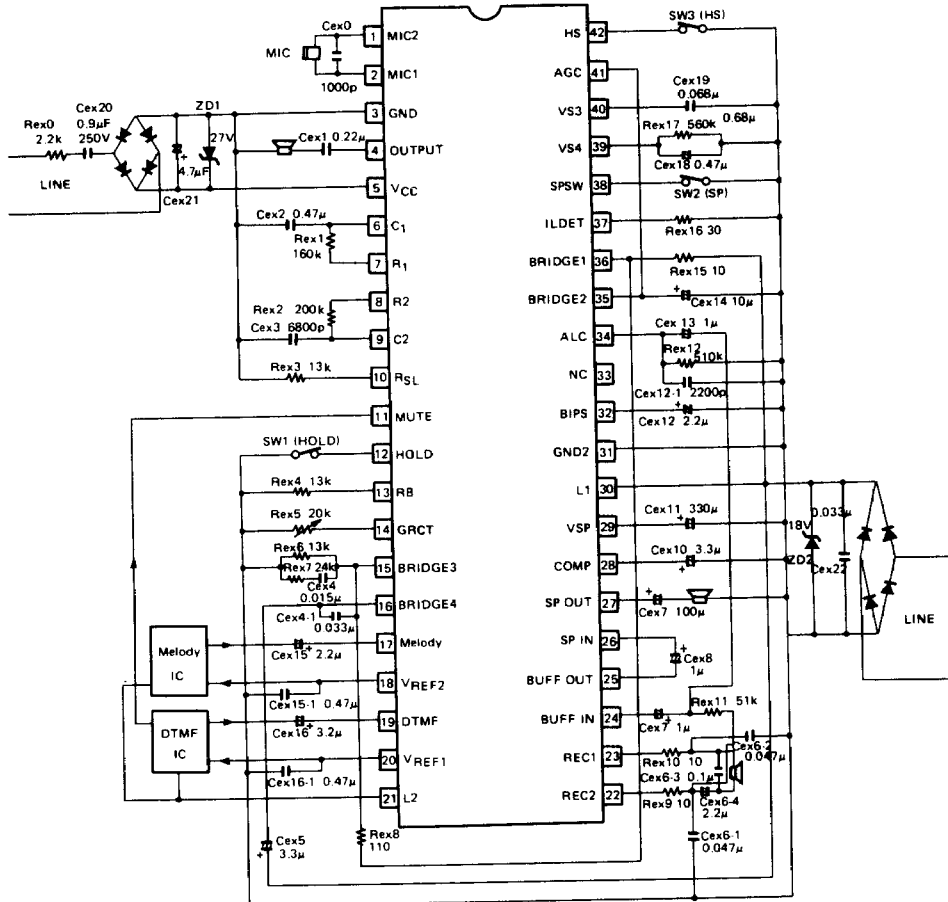 SW3 (HS)
Cex0
1 MIC2
HS 42
MIC
1000p
2 MIC1
AGC 41
Cex19
0.068μ
Cex20
0.9μF
250V
ZD1
Rex0
2.2k
3 GND
VS3 40
0.68μ
Rex17 560k
27V
Cex1 0.22μ
4 OUTPUT
VS4 39
Cex18 0.47μ
4.7μF
LINE
5 VCC
SPSW 38
SW2 (SP)
Cex21
Cex2 0.47μ
6 C1
ILDET 37
Rex16 30
Rex1
160k
7 R1
BRIDGE1 36
Rex15 10
Rex2 200k
8 R2
BRIDGE2 35
Cex14 10μ
Cex3 6800p
9 C2
ALC 34
Cex13 1μ
Rex12
510k
Rex3 13k
10 RSL
NC 33
Cex12-1 2200p
11 MUTE
BIPS 32
Cex12 2.2μ
SW1 (HOLD)
12 HOLD
GND2 31
Rex4 13k
13 RB
L1 30
Rex5 20k
14 GRCT
VSP 29
Cex11 330μ
18V
0.033μ
ZD2
Cex22
Rex6 13k
Rex7 24k
Cex4
0.015μ
15 BRIDGE3
COMP 28
Cex10 3.3μ
Cex4-1
0.033μ
16 BRIDGE4
SP OUT 27
Cex7 100μ
LINE
Melody
IC
Cex15 2.2μ
17 Melody
SP IN 26
Cex8
1μ
18 VREF2
BUFF OUT 25
Cex15-1 0.47μ
Rex11 51k
DTMF
IC
Cex16 3.2μ
19 DTMF
BUFF IN 24
Cex7 1μ
20 VREF1
REC1 23
Rex10 10
Cex6-2
0.047μ
Cex16-1 0.47μ
Cex6-3 0.1μ
21 L2
REC2 22
Rex9 10
Cex6-4
2.2μ
Cex5
3.3μ
Rex8
110
Cex6-1
0.047μ